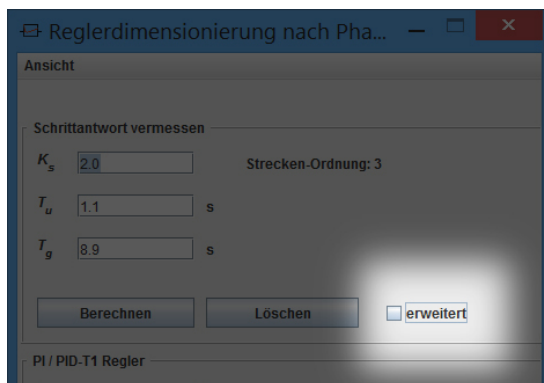 Reglerdimensionierung nach Pha...
Ansicht
Schrittantwort vermessen
Ks 2.0 Strecken-Ordnung: 3
Tu 1.1 s
Tg 8.9 s
Berechnen Löschen erweitert
PI / PID-T1 Regler